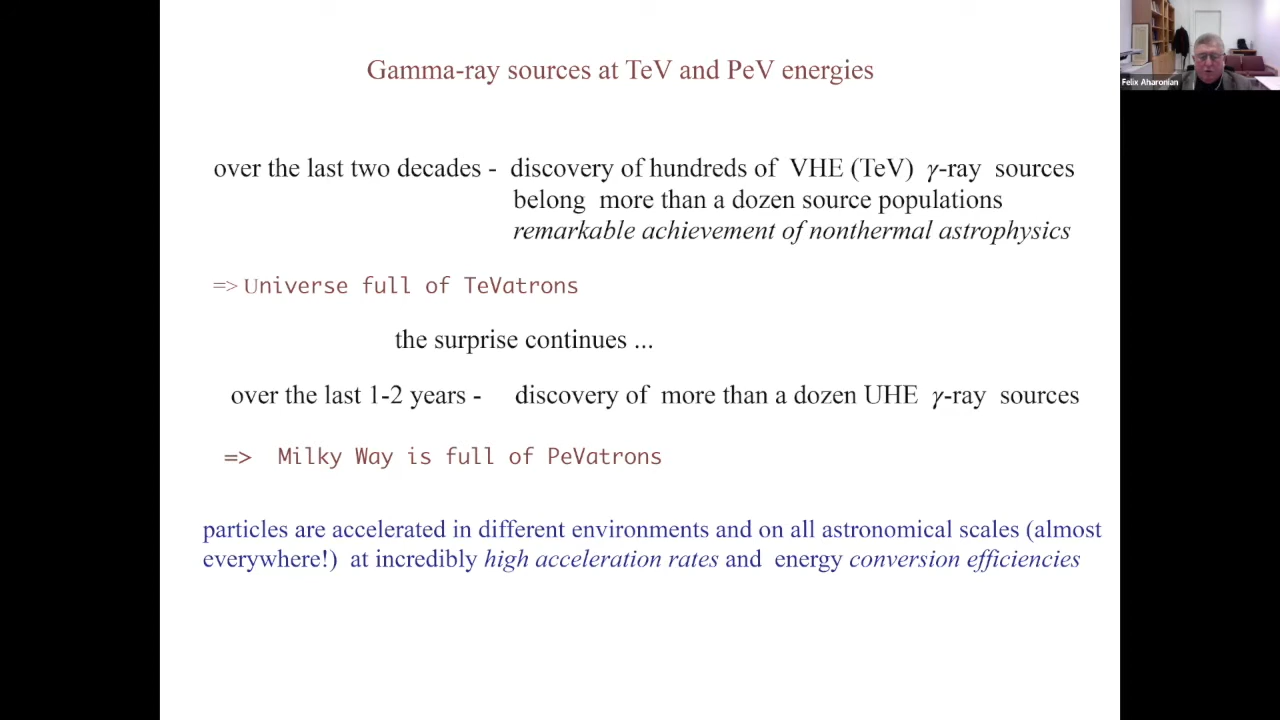 Gamma-ray sources at TeV and PeV energies
Felix Aharonian
over the last two decades - discovery of hundreds of VHE (TeV) γ-ray sources
belong more than a dozen source populations
remarkable achievement of nonthermal astrophysics
=> Universe full of TeVatrons
the surprise continues ...
over the last 1-2 years - discovery of more than a dozen UHE γ-ray sources
=> Milky Way is full of PeVatrons
particles are accelerated in different environments and on all astronomical scales (almost
everywhere!) at incredibly high acceleration rates and energy conversion efficiencies